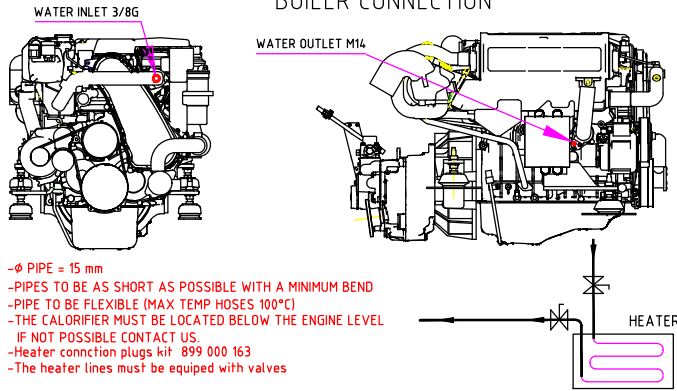 BOILER CONNECTION
WATER INLET 3/8G
WATER OUTLET M14
-φ PIPE = 15 mm
-PIPES TO BE AS SHORT AS POSSIBLE WITH A MINIMUM BEND
-PIPE TO BE FLEXIBLE (MAX TEMP HOSES 100°C)
-THE CALORIFIER MUST BE LOCATED BELOW THE ENGINE LEVEL
IF NOT POSSIBLE CONTACT US.
-Heater connction plugs kit 899 000 163
-The heater lines must be equiped with valves
HEATER